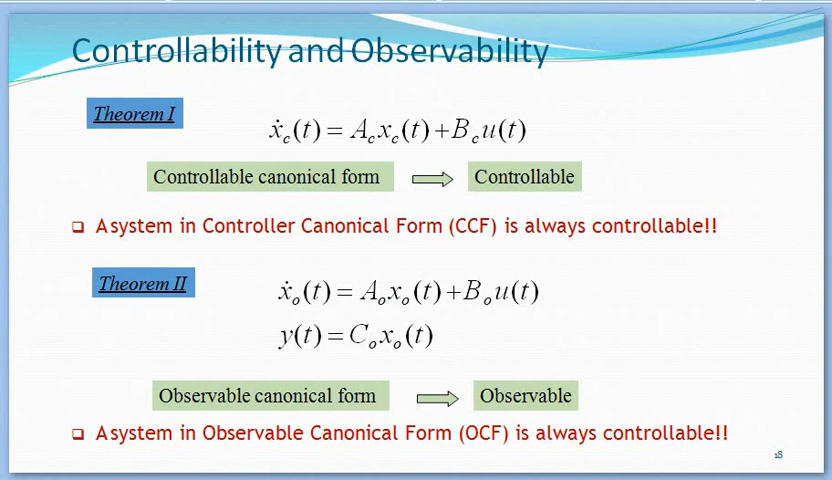 Controllability and Observability
Theorem I
ẋc(t) = Acxc(t) + Bcu(t)
Controllable canonical form
Controllable
A system in Controller Canonical Form (CCF) is always controllable!!
Theorem II
ẋo(t) = Aoxo(t) + Bou(t)
y(t) = Coxo(t)
Observable canonical form
Observable
A system in Observable Canonical Form (OCF) is always controllable!!
18